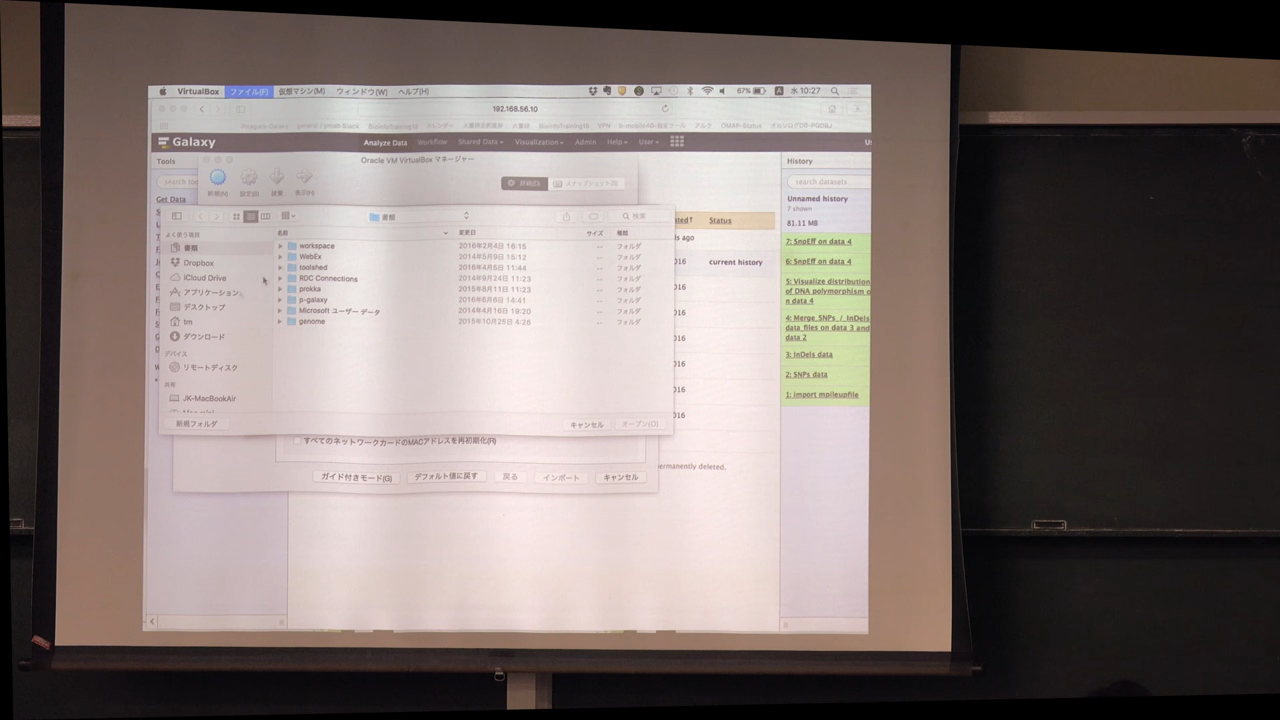 VirtualBox ファイル(F) 仮想マシン(M) ウィンドウ(W) ヘルプ(H) 67% 水 10:27
192.168.56.10
Galaxy Analyze Data Workflow Shared Data Visualization Admin Help User
Tools
Oracle VM VirtualBox マネージャー
History
search datasets
Get Data
Unnamed history
7 shown
81.11 MB
書類
検索
Status
よく使う項目
名前 変更日 サイズ 種類
書類
Dropbox
iCloud Drive
アプリケーション
デスクトップ
tm
ダウンロード
デバイス
リモートディスク
共有
JK-MacBookAir
workspace 2016年2月4日 16:15 -- フォルダ
WebEx 2014年5月9日 15:12 -- フォルダ
toolshed 2016年4月5日 11:44 -- フォルダ
RDC Connections 2014年9月24日 11:23 -- フォルダ
prokka 2015年8月11日 11:23 -- フォルダ
p-galaxy 2016年6月6日 14:41 -- フォルダ
Microsoft ユーザー データ 2014年4月16日 19:20 -- フォルダ
genome 2015年10月25日 4:26 -- フォルダ
新規フォルダ キャンセル オープン(O)
すべてのネットワークカードのMACアドレスを再初期化(R)
ガイド付きモード(G) デフォルト値に戻す 戻る インポート キャンセル
s ago
016 current history
016
016
016
016
ermanently deleted.
7: SnpEff on data 4
6: SnpEff on data 4
5: Visualize distribution
of DNA polymorphism o
n data 4
4: Merge SNPs / InDels
data files on data 3 and
data 2
3: InDels data
2: SNPs data
1: import mpileupfile